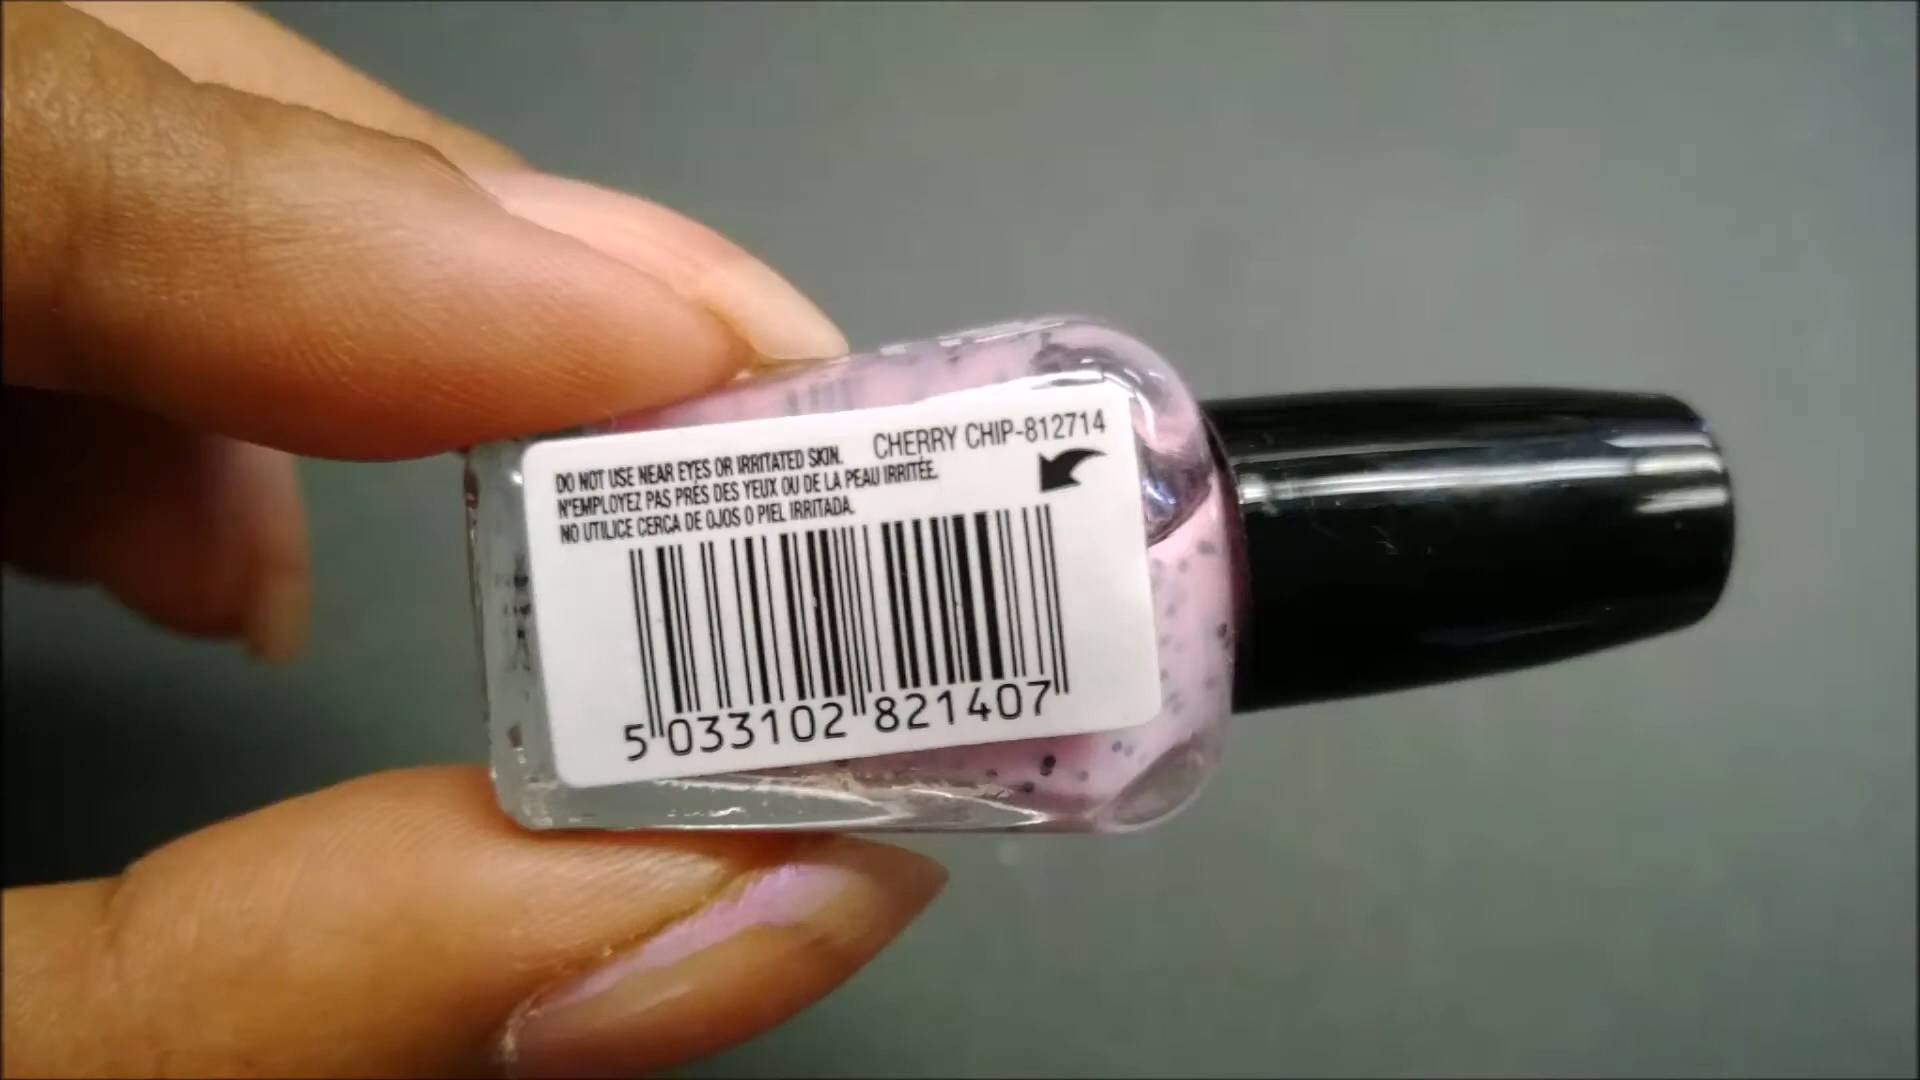 CHERRY CHIP-812714
DO NOT USE NEAR EYES OR IRRITATED SKIN.
N'EMPLOYEZ PAS PRÉS DES YEUX OU DE LA PEAU IRRITÉE.
NO UTILICE CERCA DE OJOS O PIEL IRRITADA.
5 033102 821407